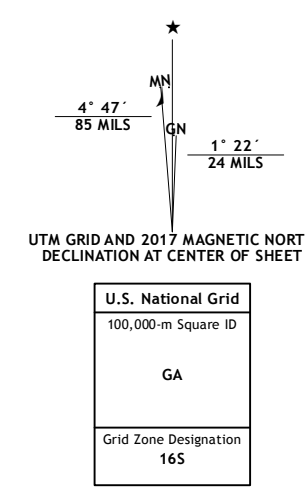 ★
MN
4° 47´
85 MILS
GN
1° 22´
24 MILS
UTM GRID AND 2017 MAGNETIC NORT
DECLINATION AT CENTER OF SHEET
U.S. National Grid
100,000-m Square ID
GA
Grid Zone Designation
16S